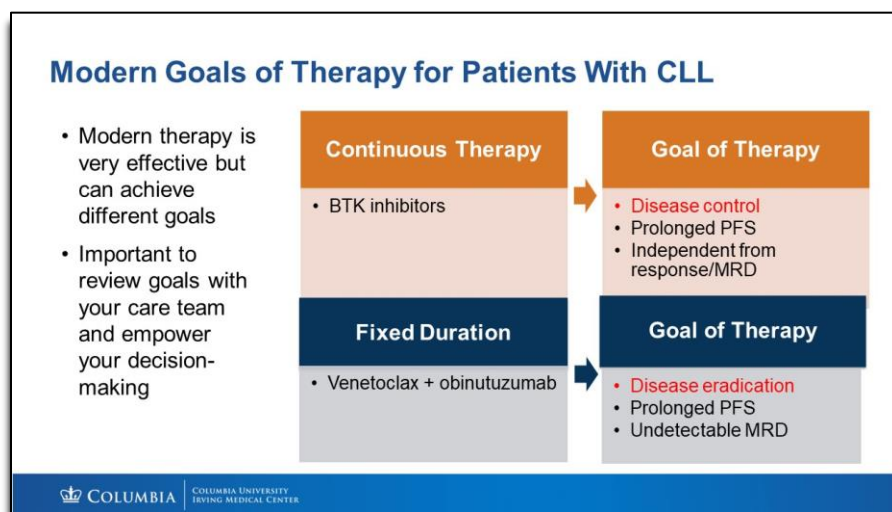 Modern Goals of Therapy for Patients With CLL
• Modern therapy is
very effective but
can achieve
different goals
• Important to
review goals with
your care team
and empower
your decision-
making
Continuous Therapy
• BTK inhibitors
Goal of Therapy
• Disease control
• Prolonged PFS
• Independent from
response/MRD
Fixed Duration
• Venetoclax + obinutuzumab
Goal of Therapy
• Disease eradication
• Prolonged PFS
• Undetectable MRD
COLUMBIA
COLUMBIA UNIVERSITY
IRVING MEDICAL CENTER